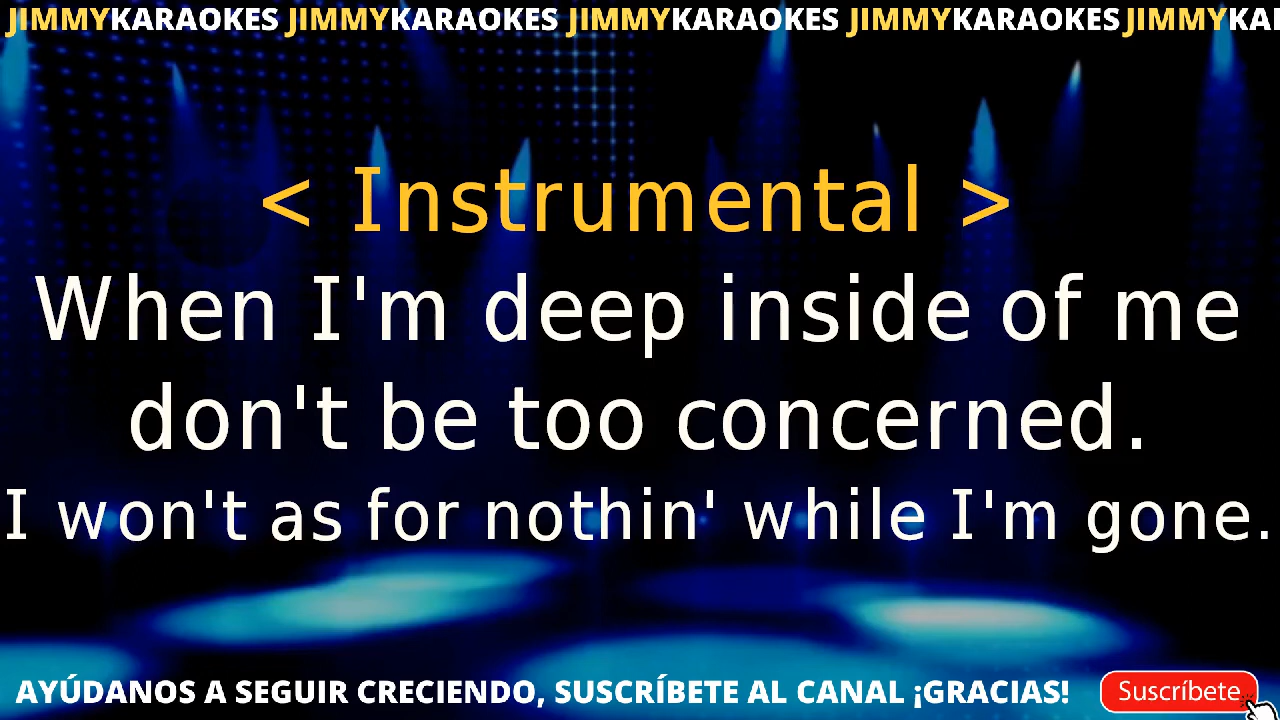 JIMMYKARAOKES JIMMYKARAOKES JIMMYKARAOKES JIMMYKARAOKES JIMMYKAI
< Instrumental >
When I'm deep inside of me
don't be too concerned.
I won't as for nothin' while I'm gone.
AYÚDANOS A SEGUIR CRECIENDO, SUSCRÍBETE AL CANAL ¡GRACIAS! Suscríbete